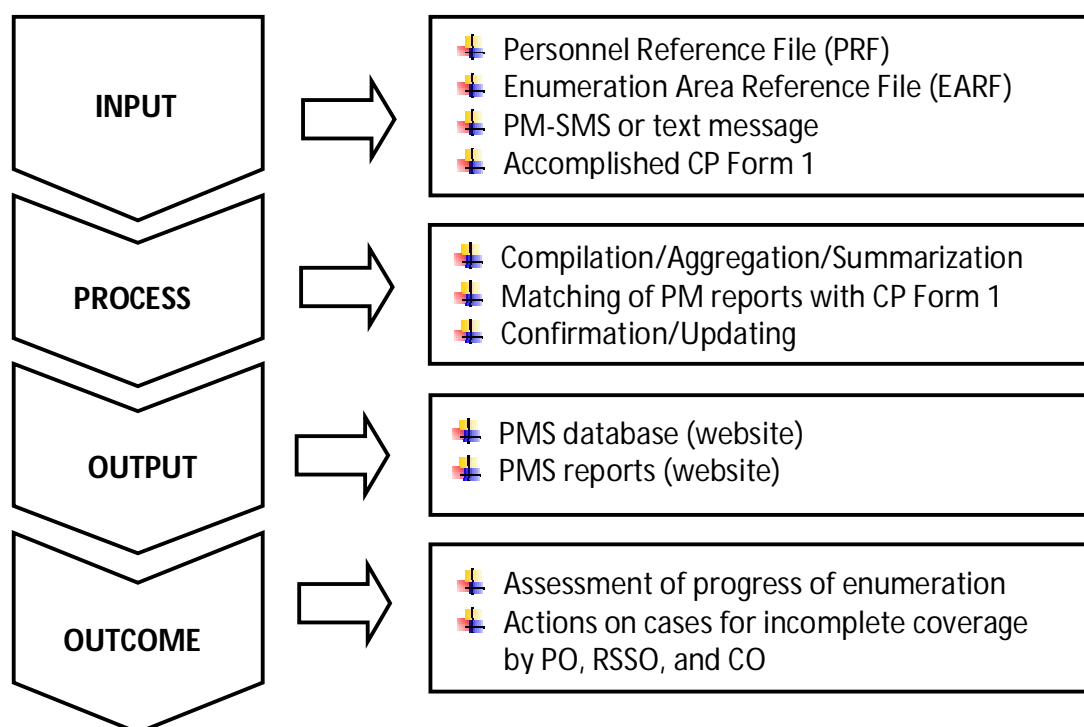 INPUT
Personnel Reference File (PRF)
Enumeration Area Reference File (EARF)
PM-SMS or text message
Accomplished CP Form 1
PROCESS
Compilation/Aggregation/Summarization
Matching of PM reports with CP Form 1
Confirmation/Updating
OUTPUT
PMS database (website)
PMS reports (website)
OUTCOME
Assessment of progress of enumeration
Actions on cases for incomplete coverage
by PO, RSSO, and CO